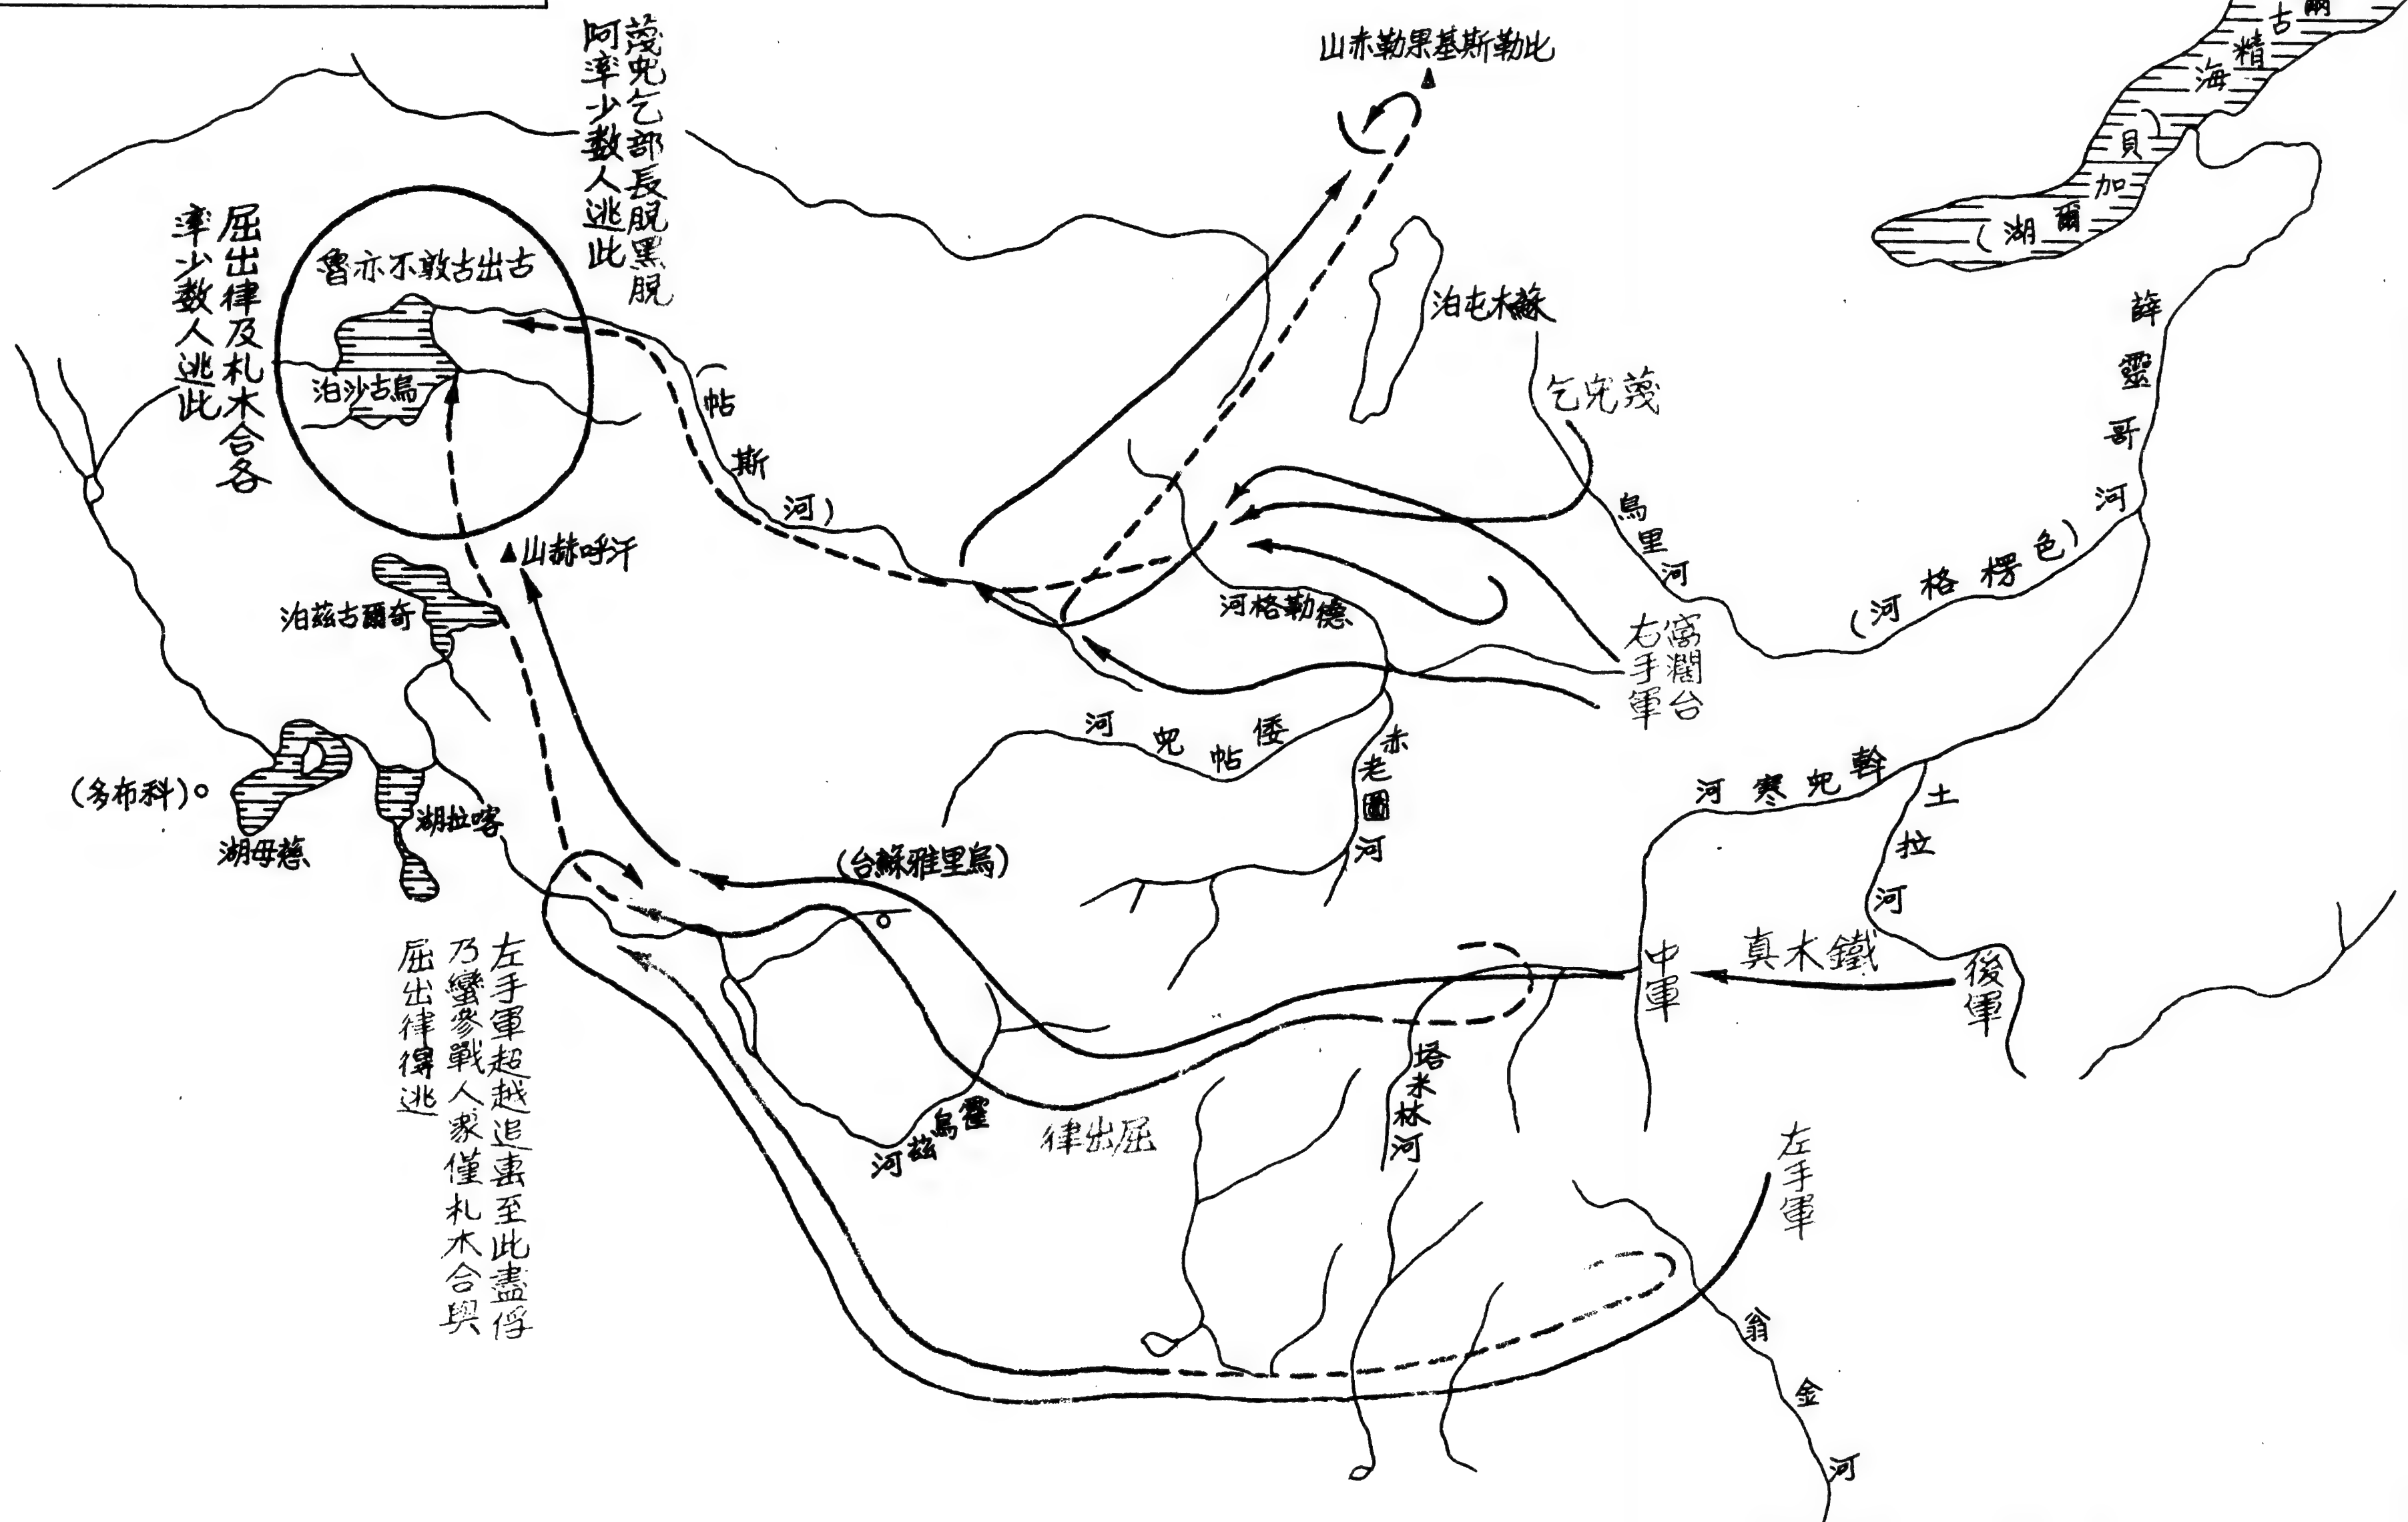 蔑兒乞部長脫黑脫
阿率少数人逃此
比勒斯基果勒赤山
古精海
(貝加爾湖)
屈出律及札木合各
率少数人逃此
古出古敦不亦魯
烏古沙泊
(帖斯河)
蘇木屯泊
蔑兒乞
烏里河
薛靈哥河
(色楞格河)
汗呼赫山
奇爾古茲泊
德勒格河
窩濶台
右手軍
倭帖兒河
赤老圖河
斡兒寒河
土拉河
(科布多)
慈母湖
喀拉湖
(烏里雅蘇台)
中軍
鐵木真
後軍
左手軍超越追擊至此盡俘
乃蠻參戰人衆僅札木合與
屈出律得逃
霍烏茲河
屈出律
塔米林河
左手軍
翁金河